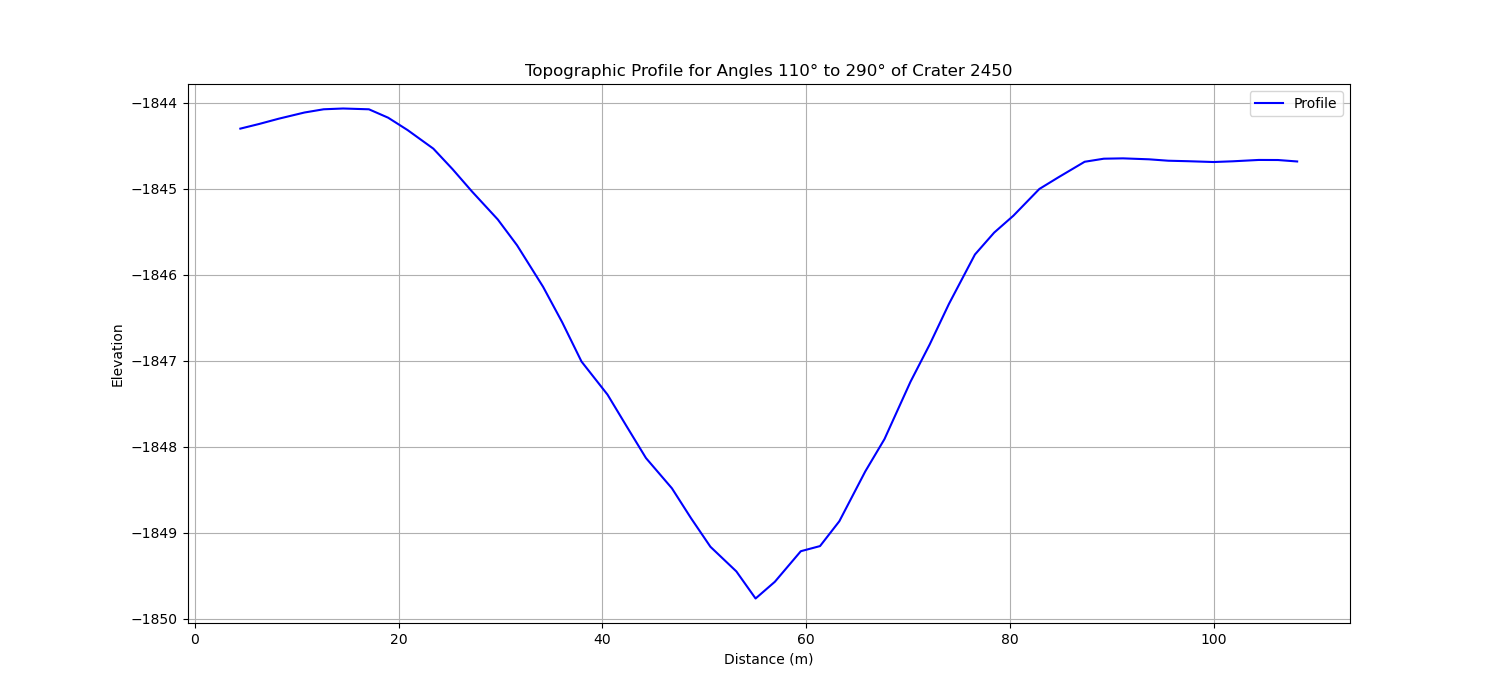 Topographic Profile for Angles 110° to 290° of Crater 2450
Profile
Elevation
−1844
−1845
−1846
−1847
−1848
−1849
−1850
0 20 40 60 80 100
Distance (m)